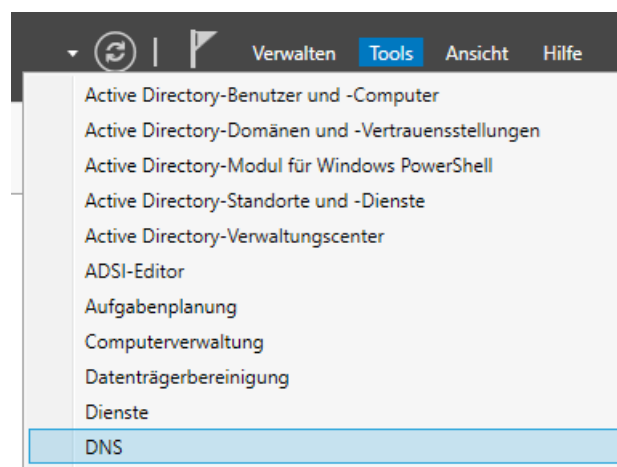 Verwalten Tools Ansicht Hilfe
Active Directory-Benutzer und -Computer
Active Directory-Domänen und -Vertrauensstellungen
Active Directory-Modul für Windows PowerShell
Active Directory-Standorte und -Dienste
Active Directory-Verwaltungscenter
ADSI-Editor
Aufgabenplanung
Computerverwaltung
Datenträgerbereinigung
Dienste
DNS